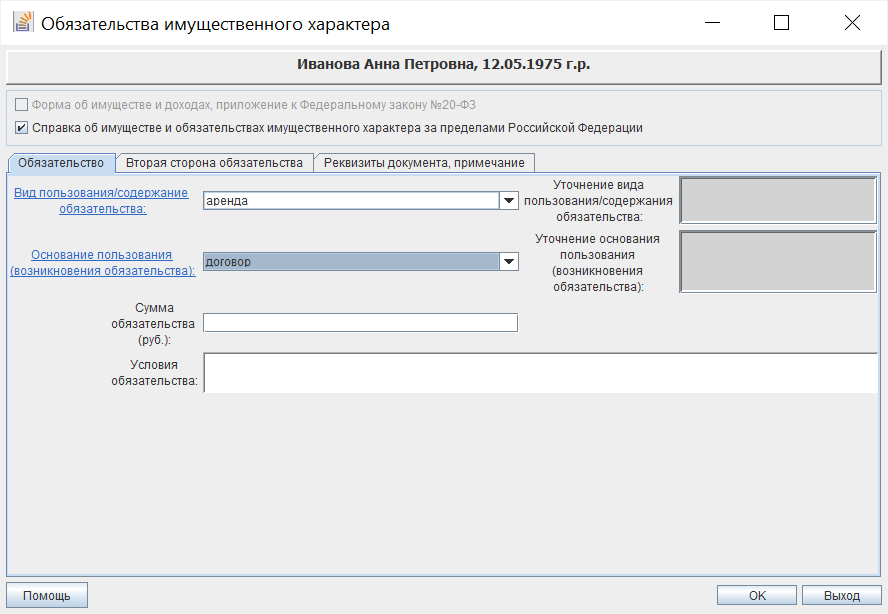 Обязательства имущественного характера
Иванова Анна Петровна, 12.05.1975 г.р.
Форма об имуществе и доходах, приложение к Федеральному закону №20-ФЗ
Справка об имуществе и обязательствах имущественного характера за пределами Российской Федерации
Обязательство
Вторая сторона обязательства
Реквизиты документа, примечание
Вид пользования/содержание
обязательства:
аренда
Уточнение вида
пользования/содержания
обязательства:
Основание пользования
(возникновения обязательства):
договор
Уточнение основания
пользования
(возникновения
обязательства):
Сумма
обязательства
(руб.):
Условия
обязательства:
Помощь
OK
Выход